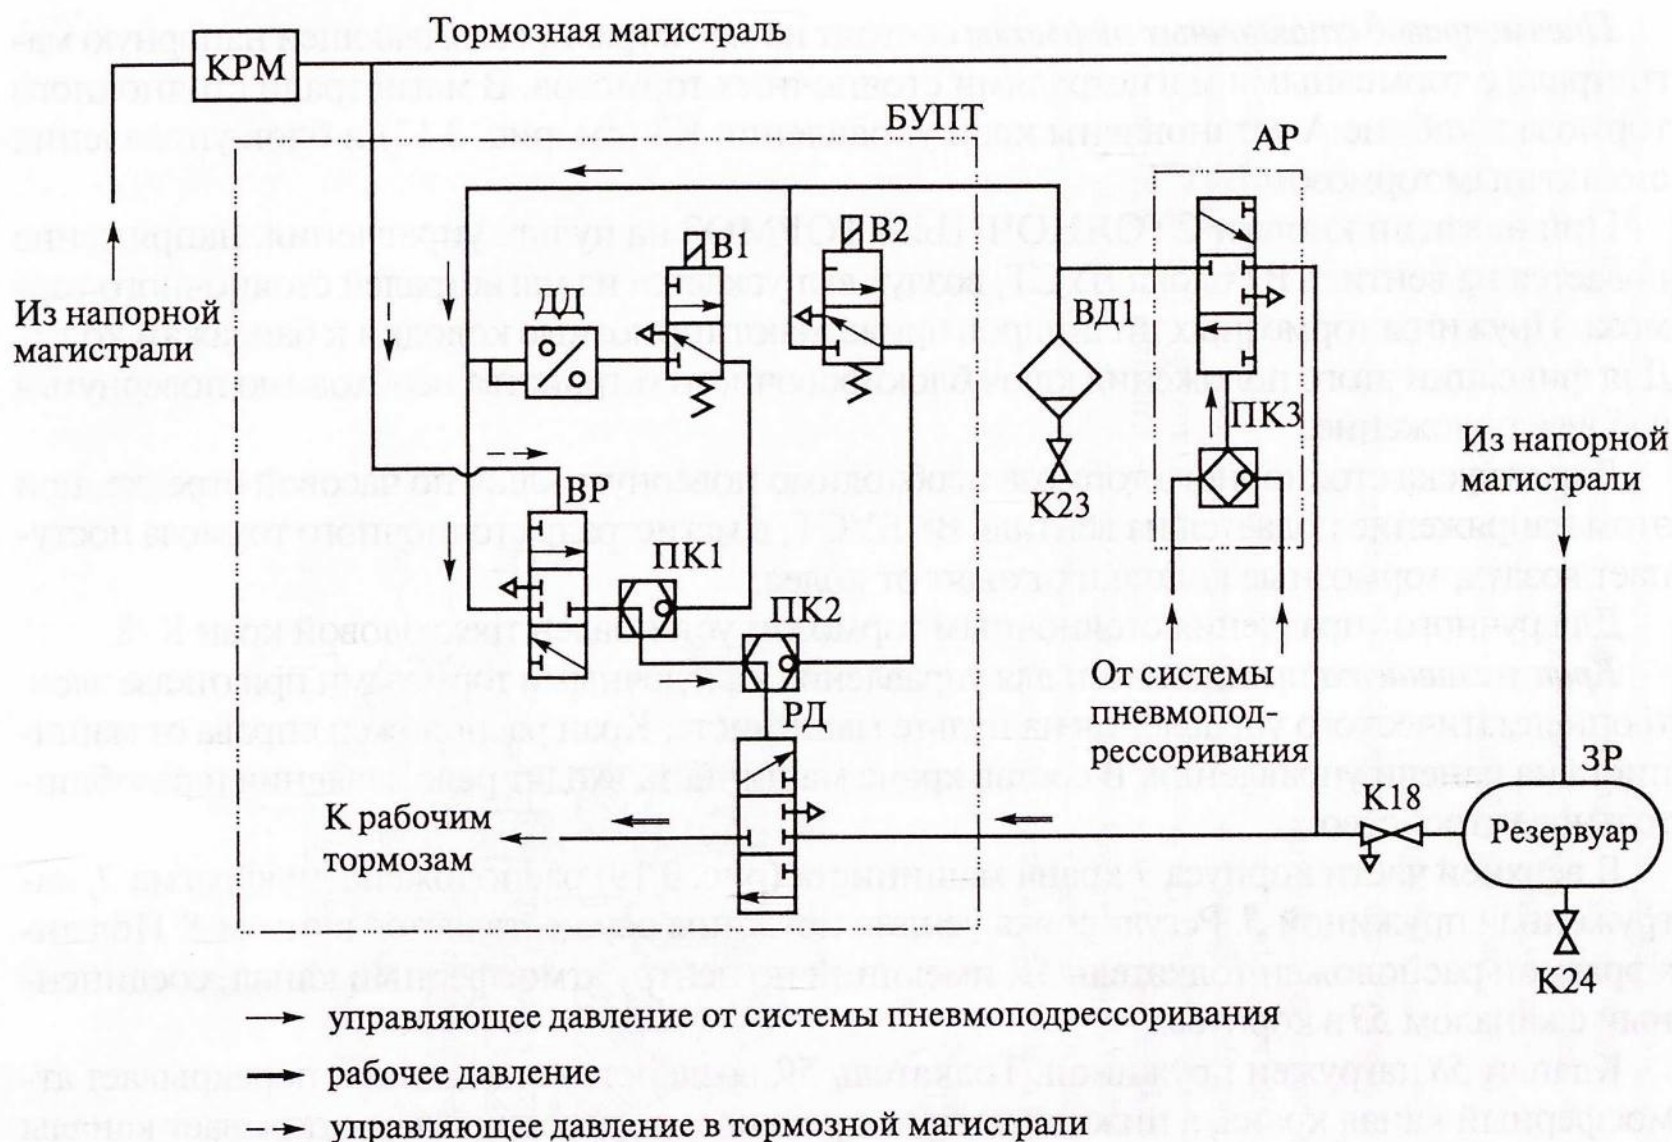 Тормозная магистраль
КРМ
БУПТ
АР
В1
В2
ДД
ВД1
Из напорной
магистрали
ПК3
Из напорной
магистрали
К23
ВР
ПК1
ПК2
От системы
пневмопод-
рессоривания
РД
ЗР
К18
К рабочим
тормозам
Резервуар
К24
управляющее давление от системы пневмоподрессоривания
рабочее давление
управляющее давление в тормозной магистрали